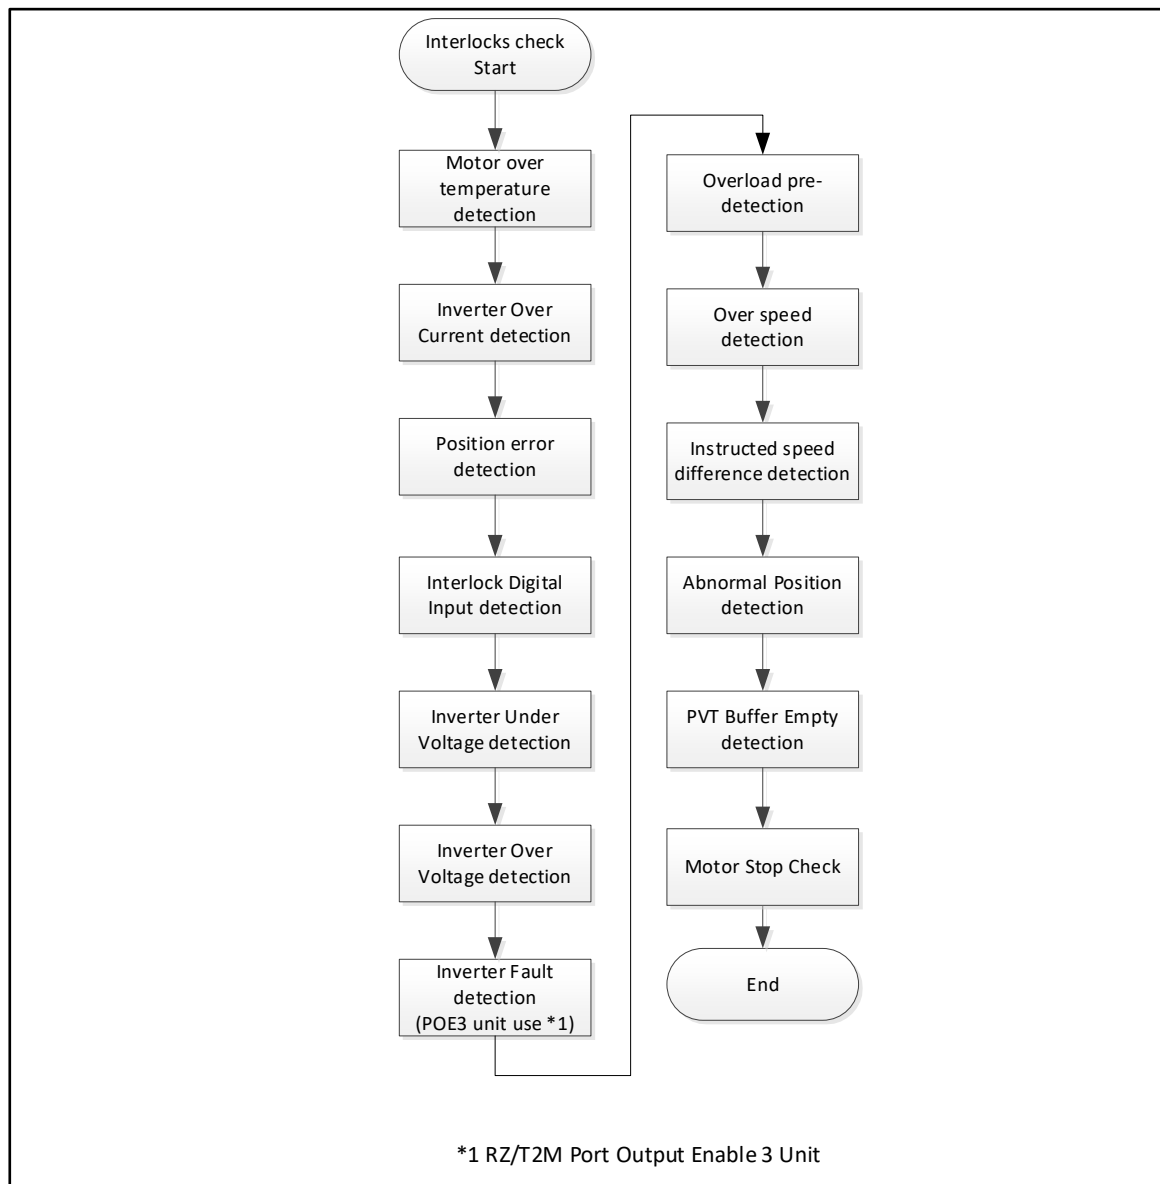 Interlocks check
Start
Motor over
temperature
detection
Inverter Over
Current detection
Position error
detection
Interlock Digital
Input detection
Inverter Under
Voltage detection
Inverter Over
Voltage detection
Inverter Fault
detection
(POE3 unit use *1)
Overload pre-
detection
Over speed
detection
Instructed speed
difference detection
Abnormal Position
detection
PVT Buffer Empty
detection
Motor Stop Check
End
*1 RZ/T2M Port Output Enable 3 Unit